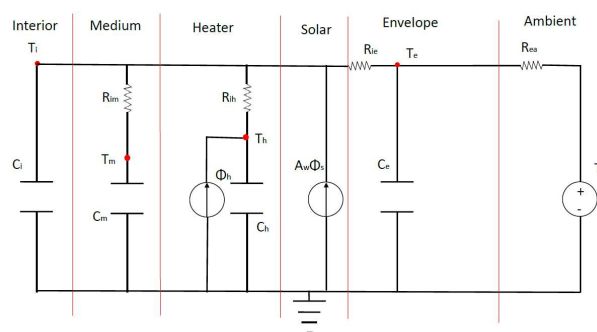 Interior
Medium
Heater
Solar
Envelope
Ambient
Ti
Rie
Te
Rea
Rim
Rih
Th
Tm
Ci
Φh
AwΦs
Ce
T
+
-
Cm
Ch